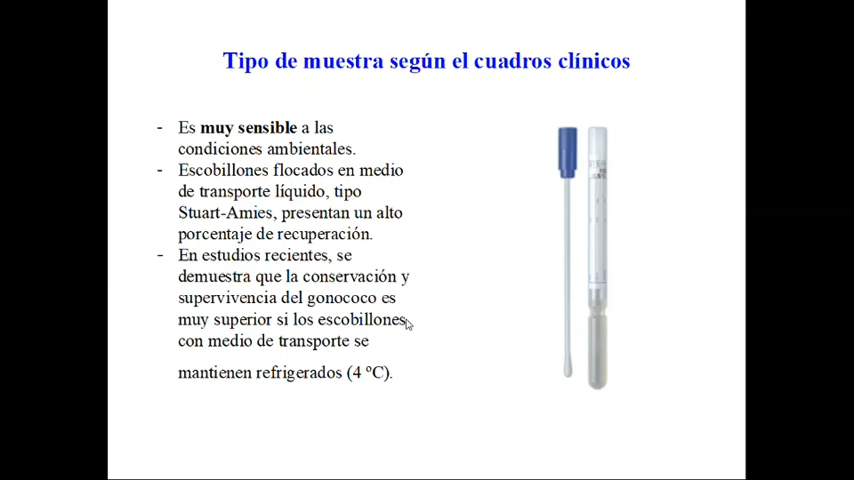 Tipo de muestra según el cuadros clínicos
- Es muy sensible a las
condiciones ambientales.
- Escobillones flocados en medio
de transporte líquido, tipo
Stuart-Amies, presentan un alto
porcentaje de recuperación.
- En estudios recientes, se
demuestra que la conservación y
supervivencia del gonococo es
muy superior si los escobillones
con medio de transporte se
mantienen refrigerados (4 ºC).